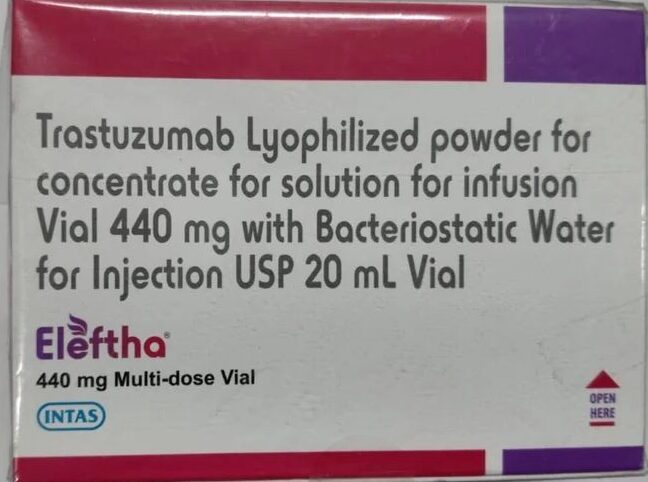 Trastuzumab Lyophilized powder for
concentrate for solution for infusion
Vial 440 mg with Bacteriostatic Water
for Injection USP 20 mL Vial
Eleftha®
440 mg Multi-dose Vial
INTAS
OPEN
HERE